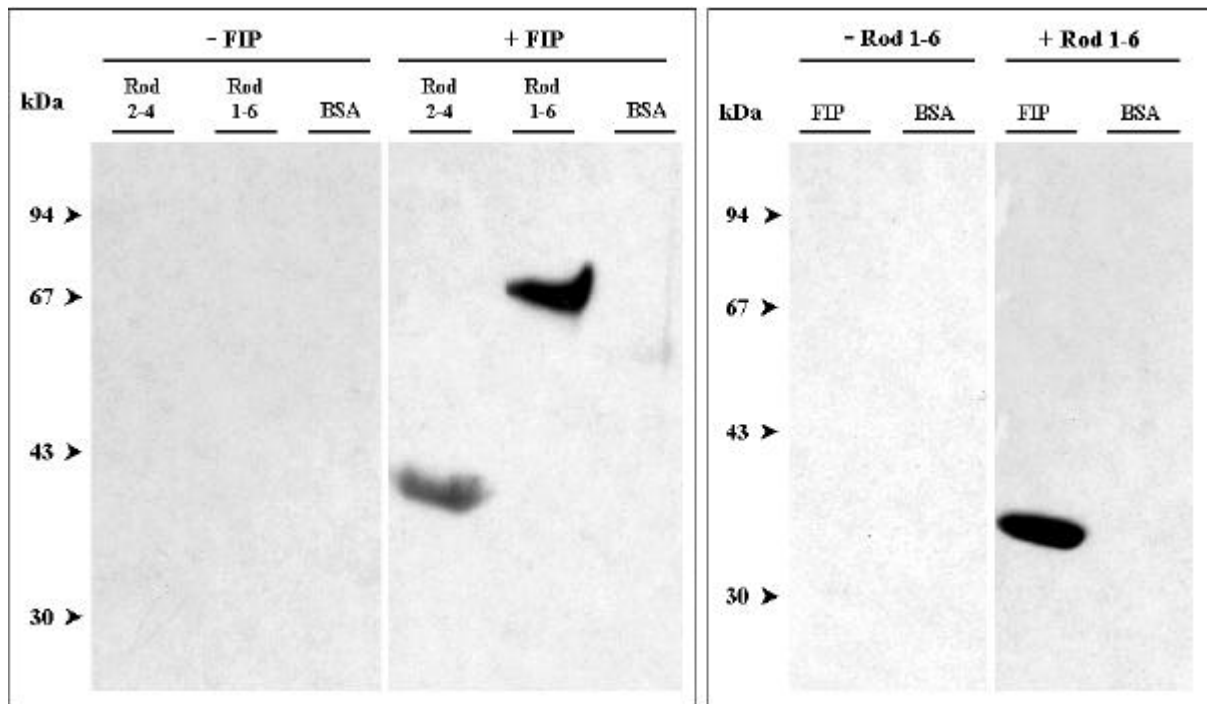 – FIP + FIP
kDa Rod 2-4 Rod 1-6 BSA Rod 2-4 Rod 1-6 BSA
94
67
43
30
– Rod 1-6 + Rod 1-6
kDa FIP BSA FIP BSA
94
67
43
30